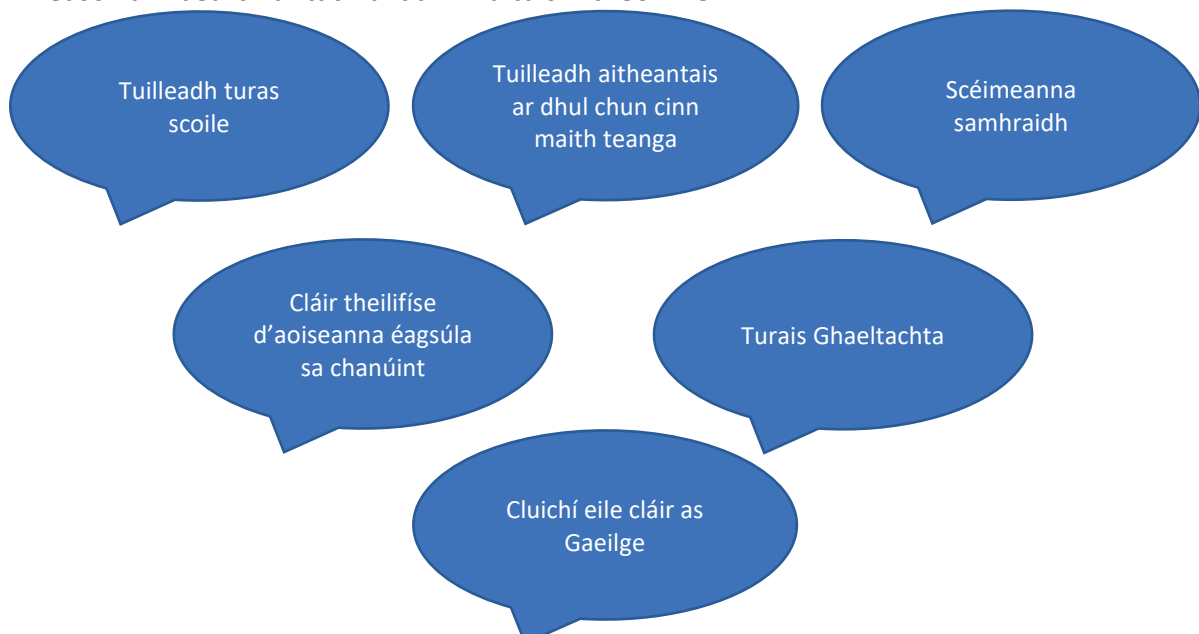 Tuilleadh turas
scoile
Tuilleadh aitheantais
ar dhul chun cinn
maith teanga
Scéimeanna
samhraidh
Cláir theilifíse
d’aoiseanna éagsúla
sa chanúint
Turais Ghaeltachta
Cluichí eile cláir as
Gaeilge